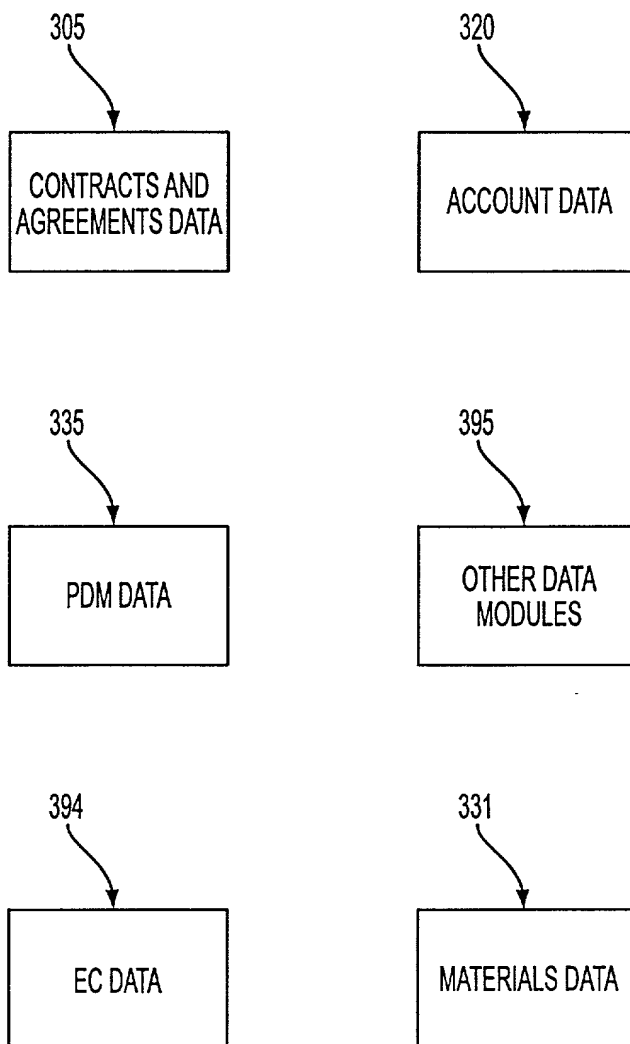 305
320
CONTRACTS AND
AGREEMENTS DATA
ACCOUNT DATA
335
395
PDM DATA
OTHER DATA
MODULES
394
331
EC DATA
MATERIALS DATA